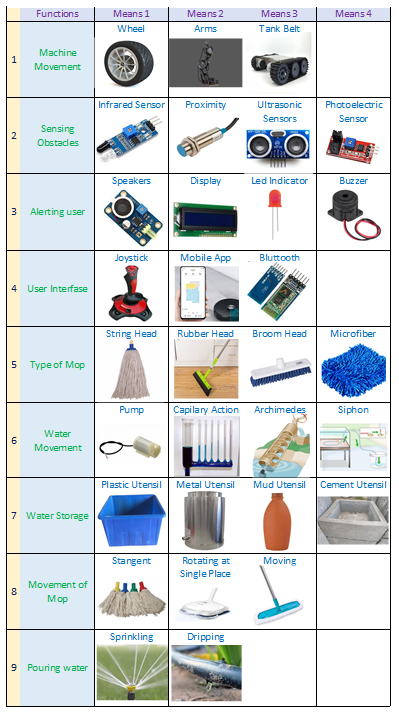 Functions Means 1 Means 2 Means 3 Means 4
1 Machine Movement Wheel Arms Tank Belt
2 Sensing Obstacles Infrared Sensor Proximity Ultrasonic Sensors Photoelectric Sensor
3 Alerting user Speakers Display Led Indicator Buzzer
4 User Interfase Joystick Mobile App Bluttooth
5 Type of Mop String Head Rubber Head Broom Head Microfiber
6 Water Movement Pump Capilary Action Archimedes Siphon
7 Water Storage Plastic Utensil Metal Utensil Mud Utensil Cement Utensil
8 Movement of Mop Stangent Rotating at Single Place Moving
9 Pouring water Sprinkling Dripping